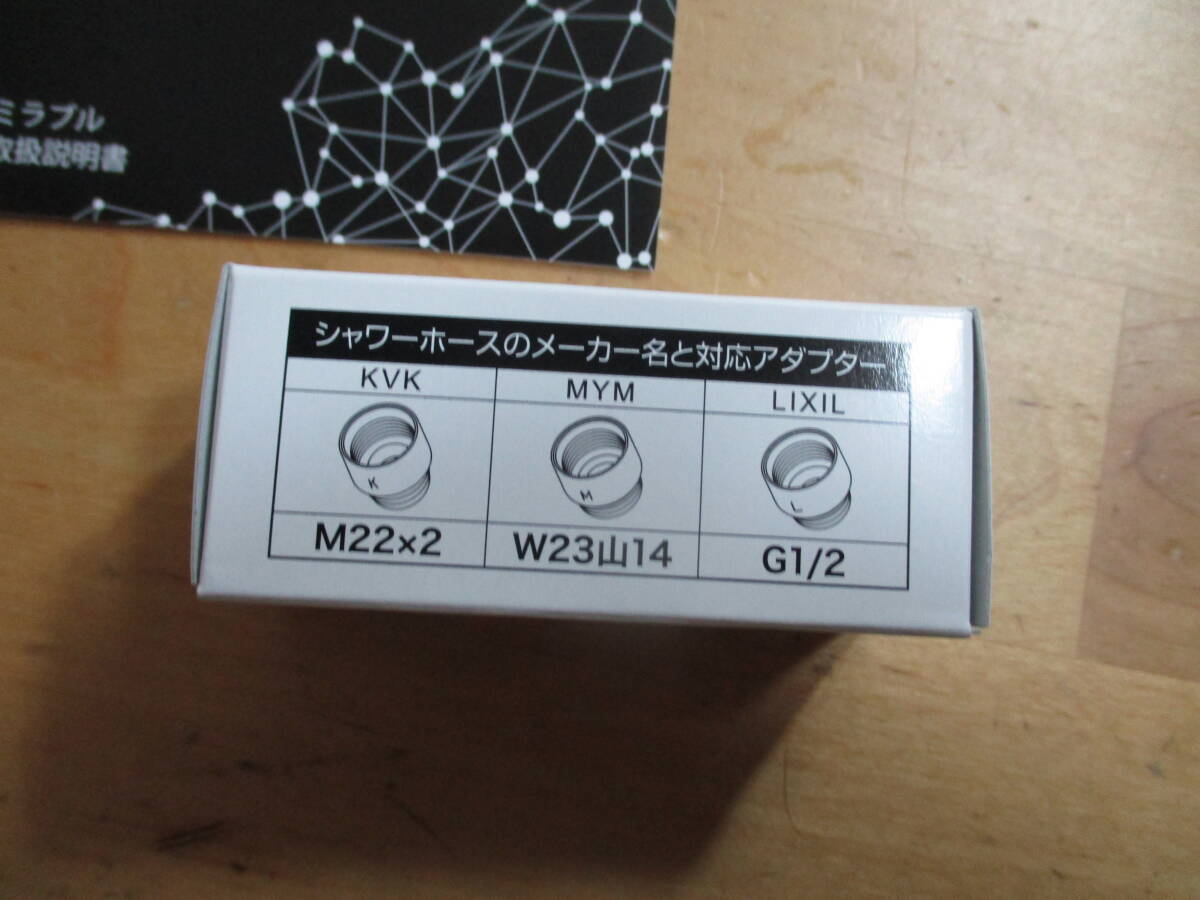 ミラブル
取扱説明書
シャワーホースのメーカー名と対応アダプター
KVK MYM LIXIL
K M L
M22×2 W23山14 G1/2